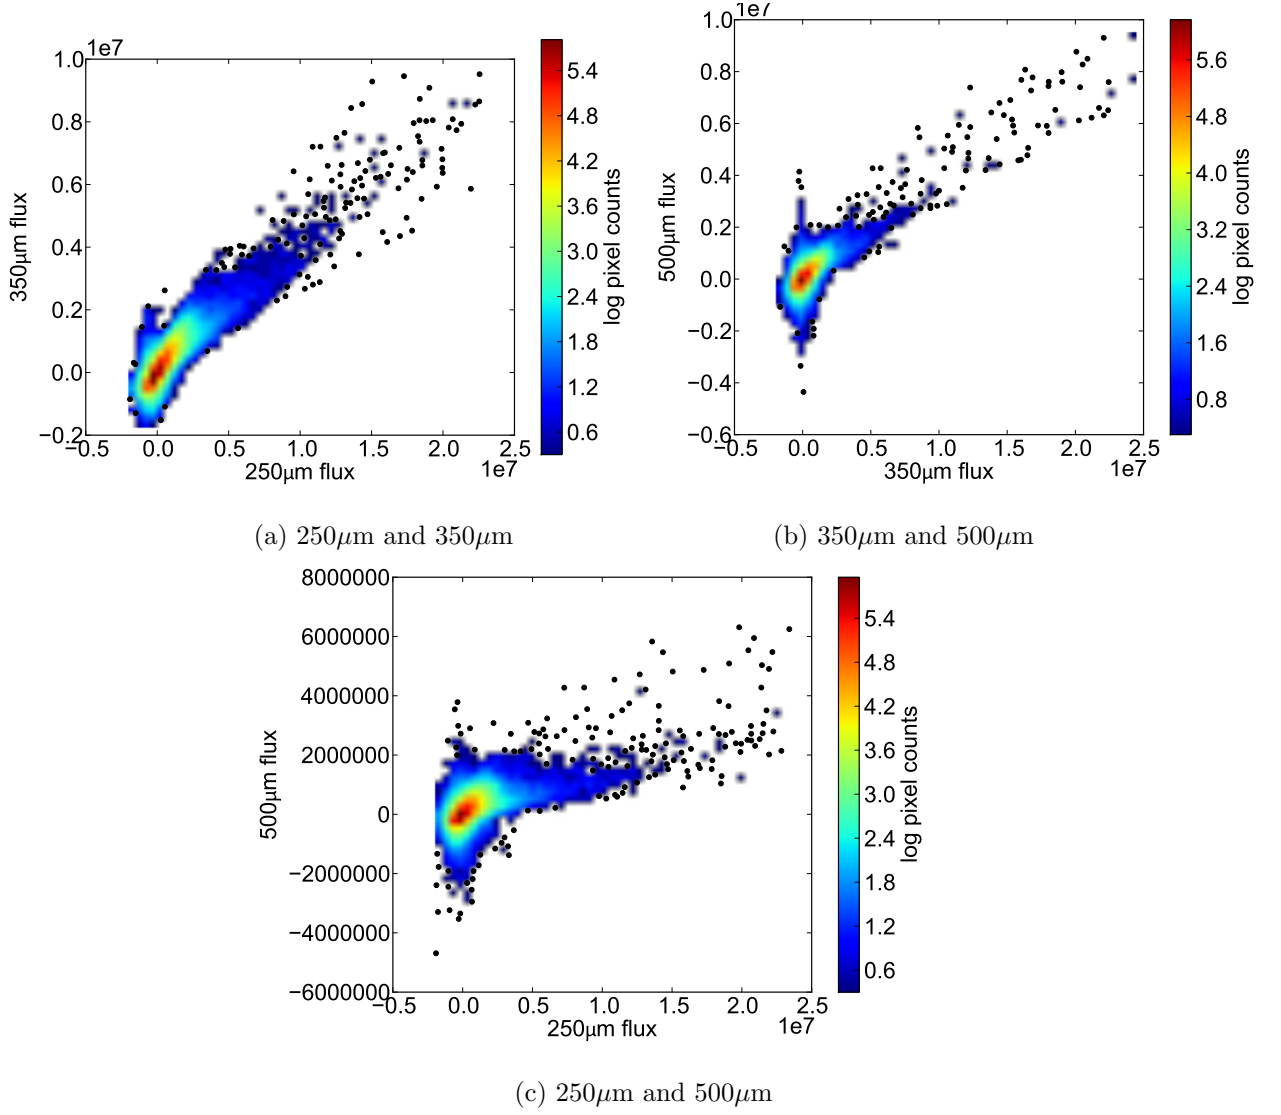 1e7
1.0
0.8
0.6
0.4
0.2
0.0
−0.2
350μm flux
−0.5 0.0 0.5 1.0 1.5 2.0 2.5
250μm flux 1e7
5.4
4.8
4.2
3.6
3.0
2.4
1.8
1.2
0.6
log pixel counts
(a) 250μm and 350μm
1e7
1.0
0.8
0.6
0.4
0.2
0.0
−0.2
−0.4
−0.6
500μm flux
−0.5 0.0 0.5 1.0 1.5 2.0 2.5
350μm flux 1e7
5.6
4.8
4.0
3.2
2.4
1.6
0.8
log pixel counts
(b) 350μm and 500μm
8000000
6000000
4000000
2000000
0
−2000000
−4000000
−6000000
500μm flux
−0.5 0.0 0.5 1.0 1.5 2.0 2.5
250μm flux 1e7
5.4
4.8
4.2
3.6
3.0
2.4
1.8
1.2
0.6
log pixel counts
(c) 250μm and 500μm